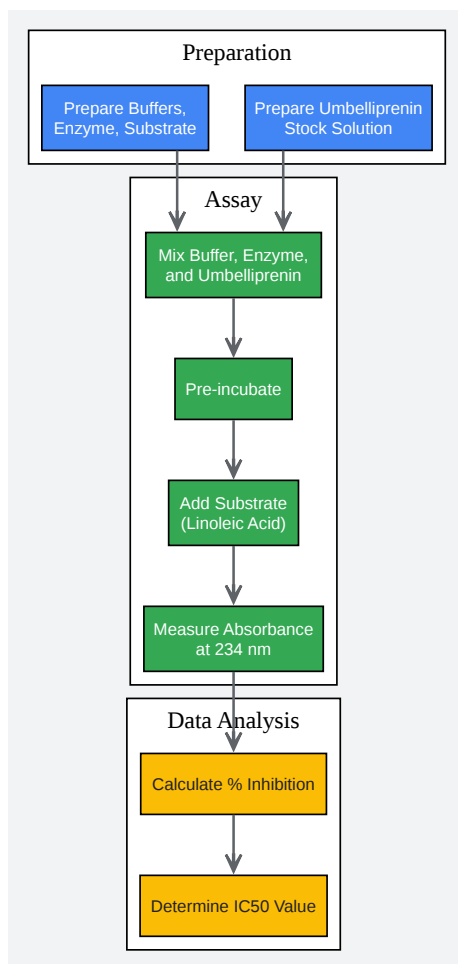 Preparation
Prepare Buffers,
Enzyme, Substrate
Prepare Umbelliprenin
Stock Solution
Assay
Mix Buffer, Enzyme,
and Umbelliprenin
Pre-incubate
Add Substrate
(Linoleic Acid)
Measure Absorbance
at 234 nm
Data Analysis
Calculate % Inhibition
Determine IC50 Value